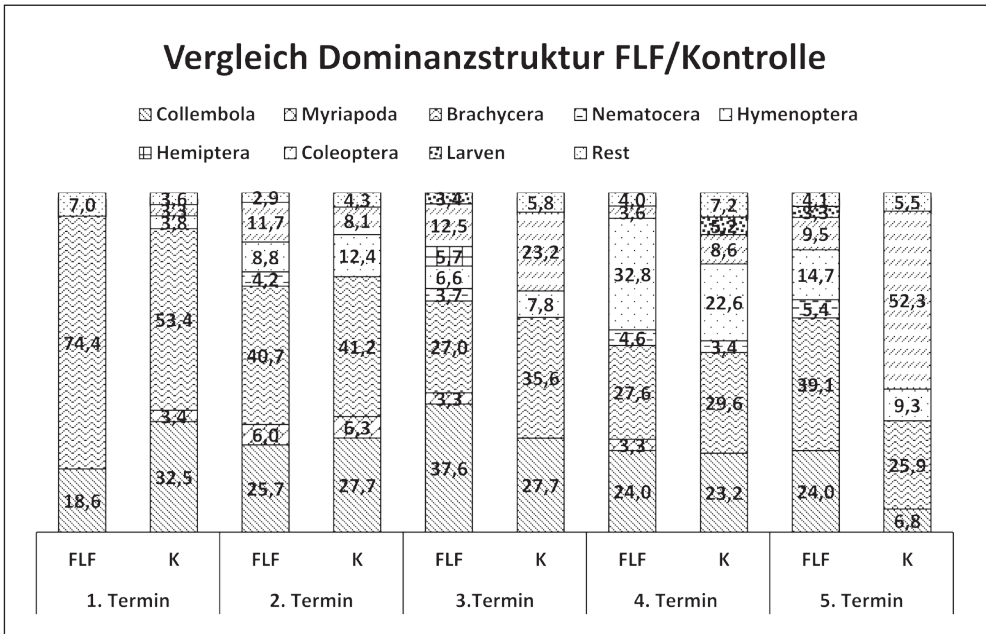 Vergleich Dominanzstruktur FLF/Kontrolle
Collembola Myriapoda Brachycera Nematocera Hymenoptera
Hemiptera Coleoptera Larven Rest
7,0 74,4 18,6
3,6 3,3 3,8 53,4 3,4 32,5
2,9 11,7 8,8 4,2 40,7 6,0 25,7
4,3 8,1 12,4 41,2 6,3 27,7
3,4 12,5 5,7 6,6 3,7 27,0 3,3 37,6
5,8 23,2 7,8 35,6 27,7
4,0 3,6 32,8 4,6 27,6 3,3 24,0
7,2 5,2 8,6 22,6 3,4 29,6 23,2
4,1 3,3 9,5 14,7 5,4 39,1 24,0
5,5 52,3 9,3 25,9 6,8
FLF K FLF K FLF K FLF K FLF K
1. Termin 2. Termin 3.Termin 4. Termin 5. Termin